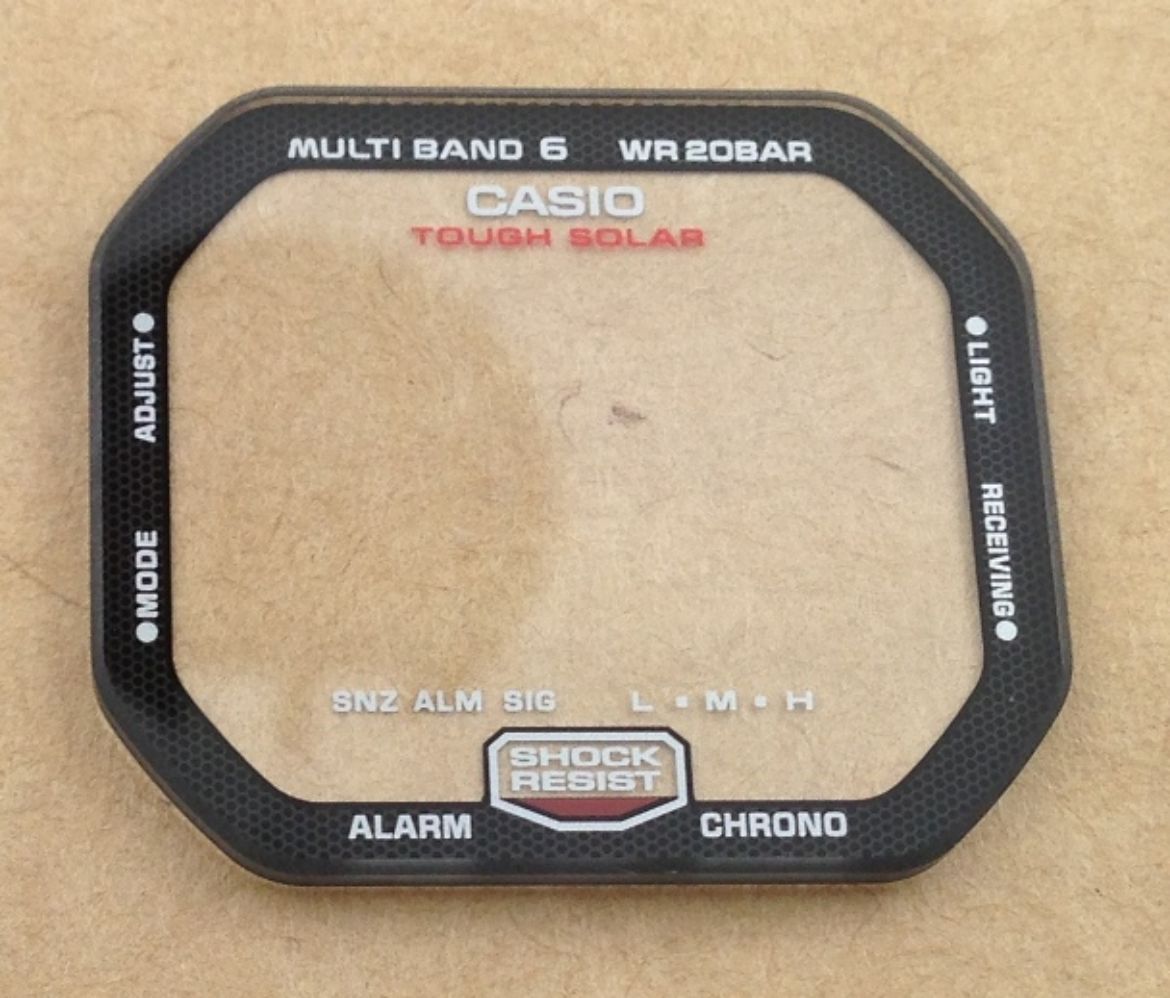 MULTI BAND 6 WR 20BAR
CASIO
TOUGH SOLAR
ADJUST
MODE
LIGHT
RECEIVING
SNZ ALM SIG L M H
SHOCK
RESIST
ALARM CHRONO